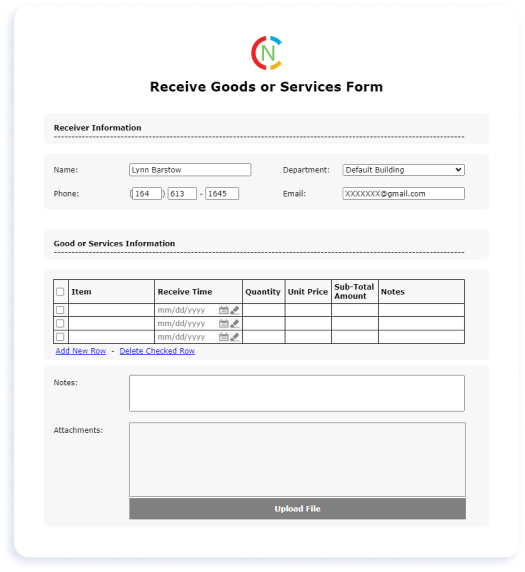 N
Receive Goods or Services Form
Receiver Information
Name: Lynn Barstow Department: Default Building
Phone: (164) 613 - 1645 Email: XXXXXXX@gmail.com
Good or Services Information
Item Receive Time Quantity Unit Price Sub-Total Amount Notes
mm/dd/yyyy
mm/dd/yyyy
mm/dd/yyyy
Add New Row - Delete Checked Row
Notes:
Attachments:
Upload File